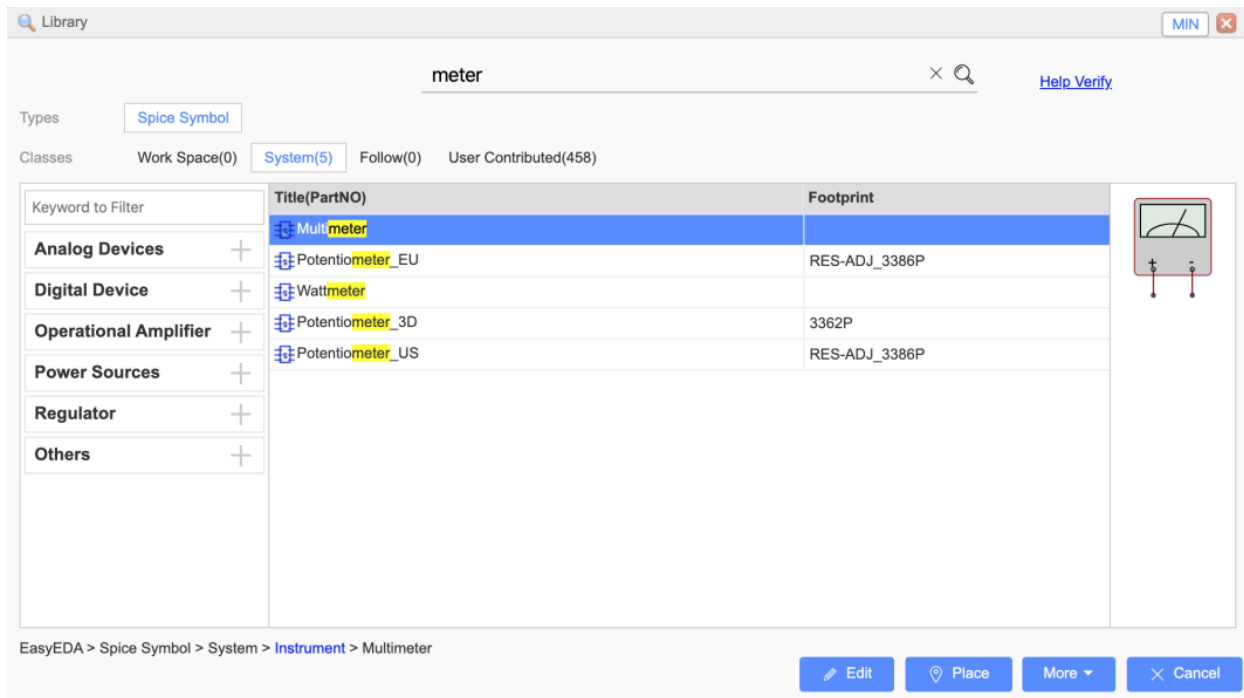 Library MIN
meter Help Verify
Types Spice Symbol
Classes Work Space(0) System(5) Follow(0) User Contributed(458)
Keyword to Filter
Analog Devices
Digital Device
Operational Amplifier
Power Sources
Regulator
Others
Title(PartNO) Footprint
Multimeter
Potentiometer_EU RES-ADJ_3386P
Wattmeter
Potentiometer_3D 3362P
Potentiometer_US RES-ADJ_3386P
+ -
EasyEDA > Spice Symbol > System > Instrument > Multimeter
Edit Place More Cancel